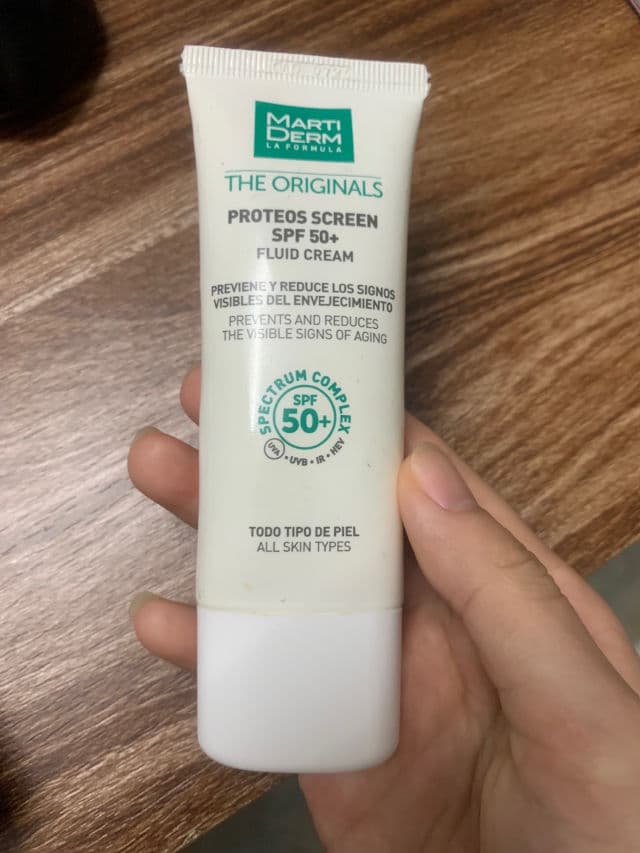 MARTI
DERM
LA FORMULA
THE ORIGINALS
PROTEOS SCREEN
SPF 50+
FLUID CREAM
PREVIENE Y REDUCE LOS SIGNOS
VISIBLES DEL ENVEJECIMIENTO
PREVENTS AND REDUCES
THE VISIBLE SIGNS OF AGING
SPECTRUM COMPLEX
SPF
50+
UVA • UVB • IR • HEV
TODO TIPO DE PIEL
ALL SKIN TYPES